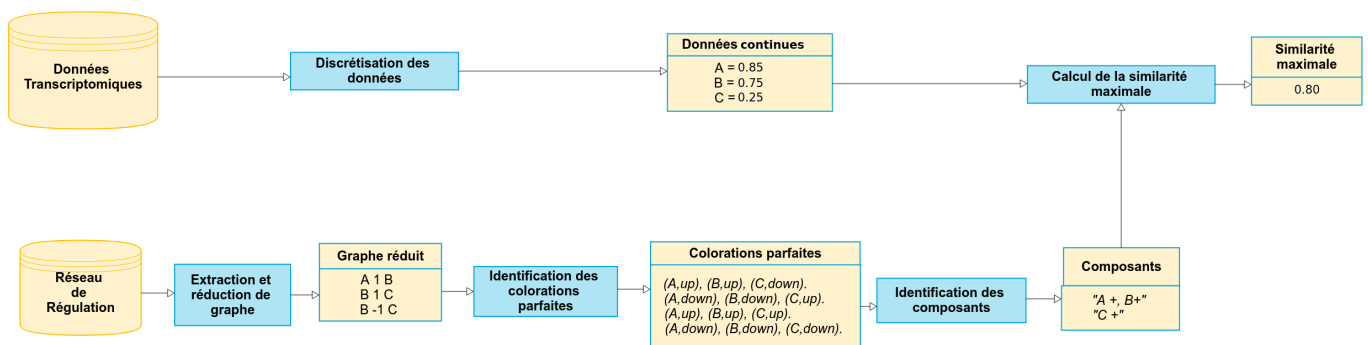 Données
Transcriptomiques
Discrétisation des
données
Données continues
A = 0.85
B = 0.75
C = 0.25
Calcul de la similarité
maximale
Similarité
maximale
0.80
Réseau
de
Régulation
Extraction et
réduction de
graphe
Graphe réduit
A 1 B
B 1 C
B -1 C
Identification des
colorations
parfaites
Colorations parfaites
(A,up), (B,up), (C,down).
(A,down), (B,down), (C,up).
(A,up), (B,up), (C,up).
(A,down), (B,down), (C,down).
Identification des
composants
Composants
"A +, B+"
"C +"